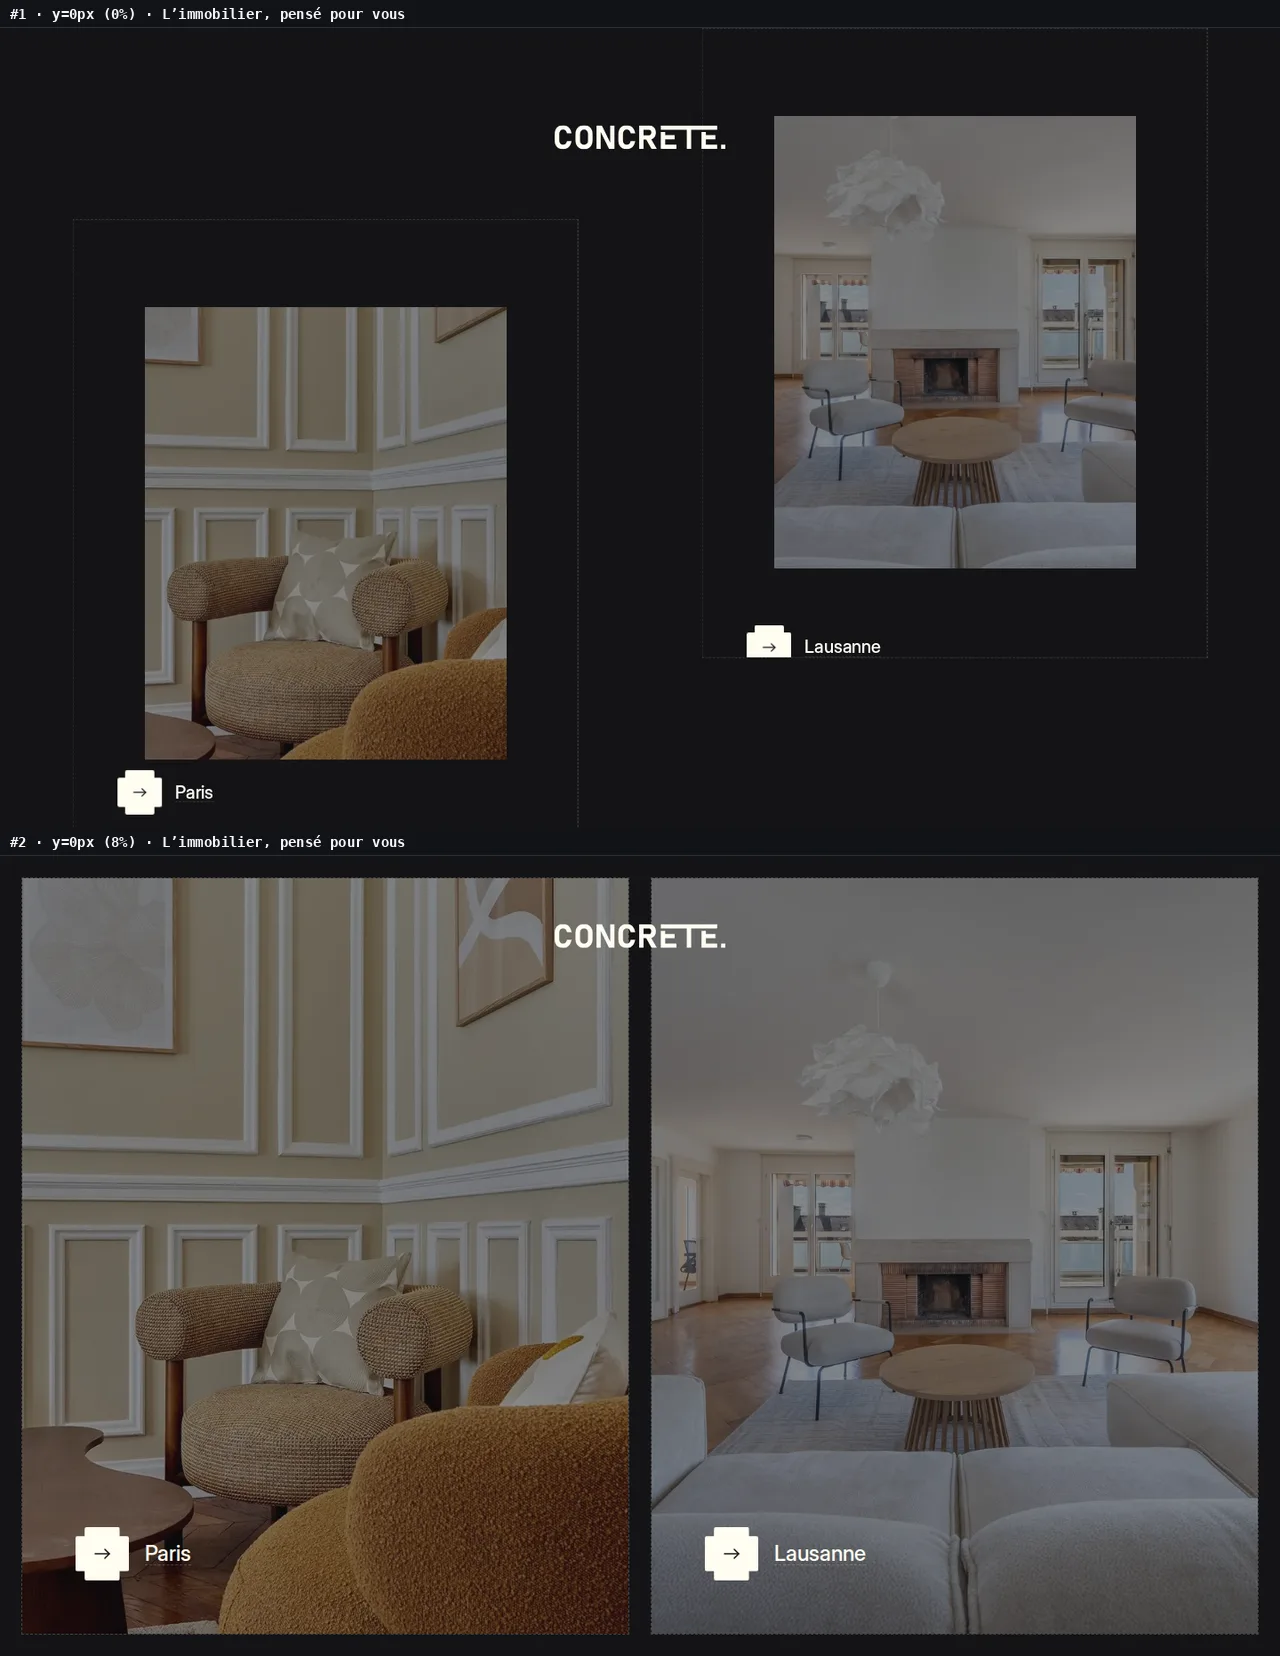 #1 · y=0px (0%) · L’immobilier, pensé pour vous
CONCRETE.
Lausanne
Paris
#2 · y=0px (8%) · L’immobilier, pensé pour vous
CONCRETE.
Paris
Lausanne